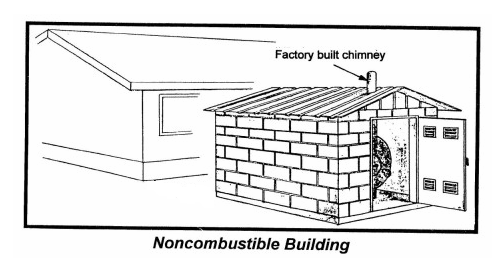 Factory built chimney
Noncombustible Building